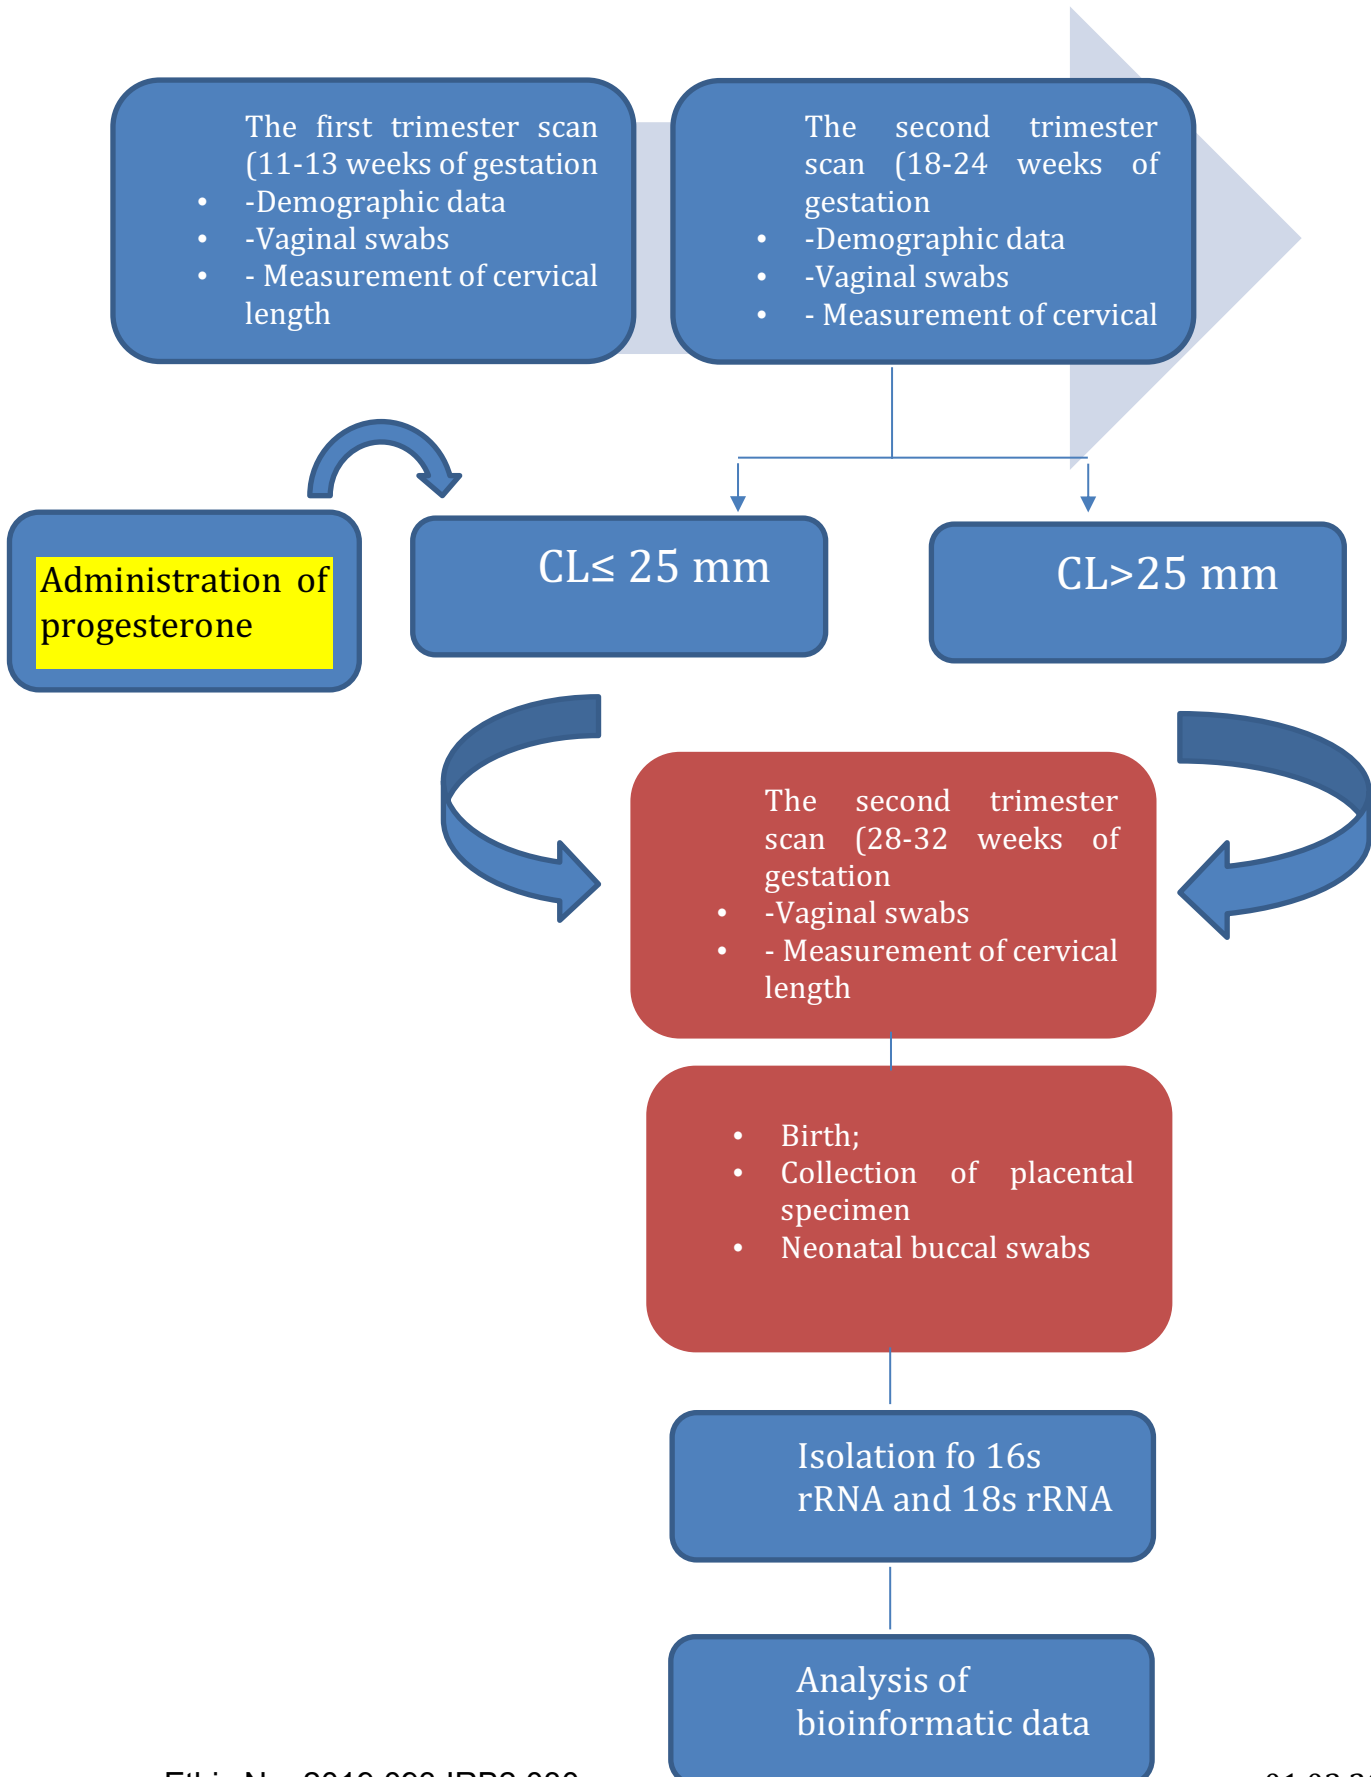 The first trimester scan
(11-13 weeks of gestation
• -Demographic data
• -Vaginal swabs
• - Measurement of cervical
length
The second trimester
scan (18-24 weeks of
gestation
• -Demographic data
• -Vaginal swabs
• - Measurement of cervical
Administration of
progesterone
CL≤ 25 mm
CL>25 mm
The second trimester
scan (28-32 weeks of
gestation
• -Vaginal swabs
• - Measurement of cervical
length
• Birth;
• Collection of placental
specimen
• Neonatal buccal swabs
Isolation fo 16s
rRNA and 18s rRNA
Analysis of
bioinformatic data